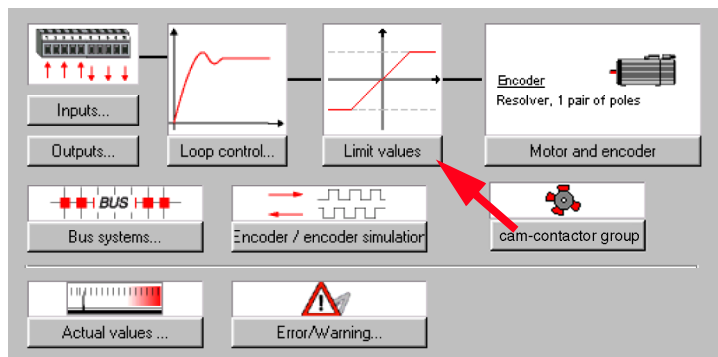 Encoder
Resolver, 1 pair of poles
Inputs...
Outputs...
Loop control...
Limit values
Motor and encoder
BUS
Bus systems...
Encoder / encoder simulation
cam-contactor group
Actual values ...
Error/Warning...